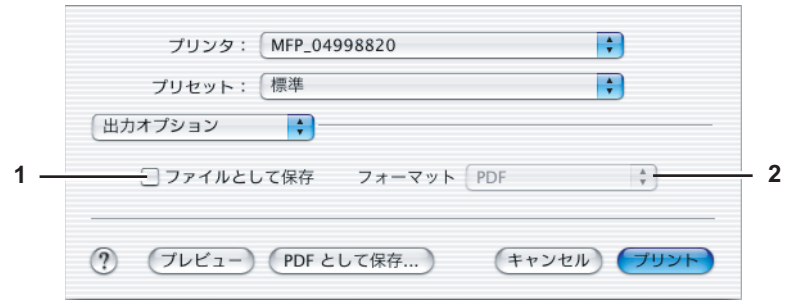 プリンタ： MFP_04998820
プリセット： 標準
出力オプション
1 ファイルとして保存 フォーマット PDF 2
? プレビュー PDF として保存... キャンセル プリント